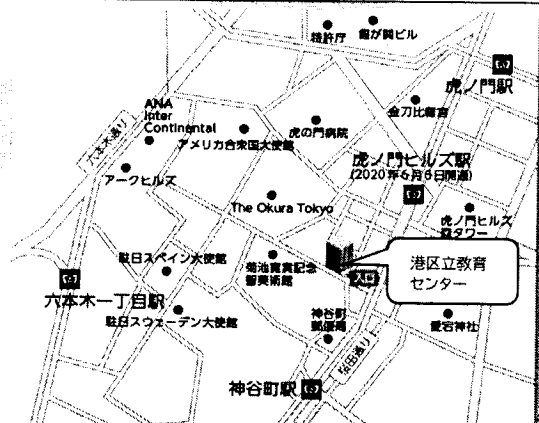 特許庁
霞が関ビル
虎ノ門駅
ANA
Inter
Continental
金刀比羅宮
虎の門病院
アメリカ合衆国大使館
六本木通り
アークヒルズ
虎ノ門ヒルズ駅
(2020年6月6日開業)
The Okura Tokyo
虎ノ門ヒルズ
森タワー
駐日スペイン大使館
菊池寛実記念
智美術館
港区立教育
センター
入口
六本木一丁目駅
駐日スウェーデン大使館
神谷町
郵便局
愛宕神社
桜田通り
神谷町駅